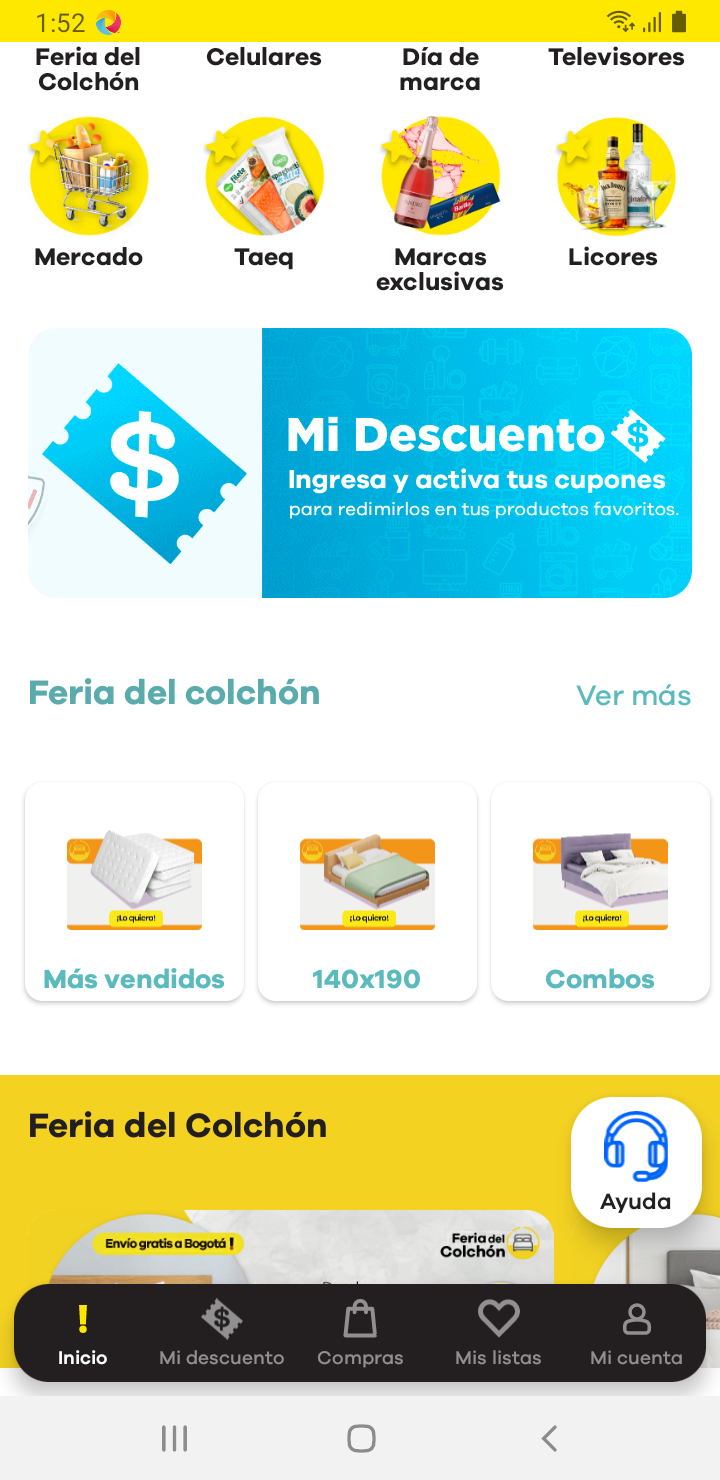 1:52
Feria del
Colchón
Celulares
Día de
marca
Televisores
Mercado
Taeq
Marcas
exclusivas
Licores
$
Mi Descuento $
Ingresa y activa tus cupones
para redimirlos en tus productos favoritos.
Feria del colchón
Ver más
¡Lo quiero!
Más vendidos
¡Lo quiero!
140x190
¡Lo quiero!
Combos
Feria del Colchón
Ayuda
Envío gratis a Bogotá !
Feria del
Colchón
Inicio
Mi descuento
Compras
Mis listas
Mi cuenta